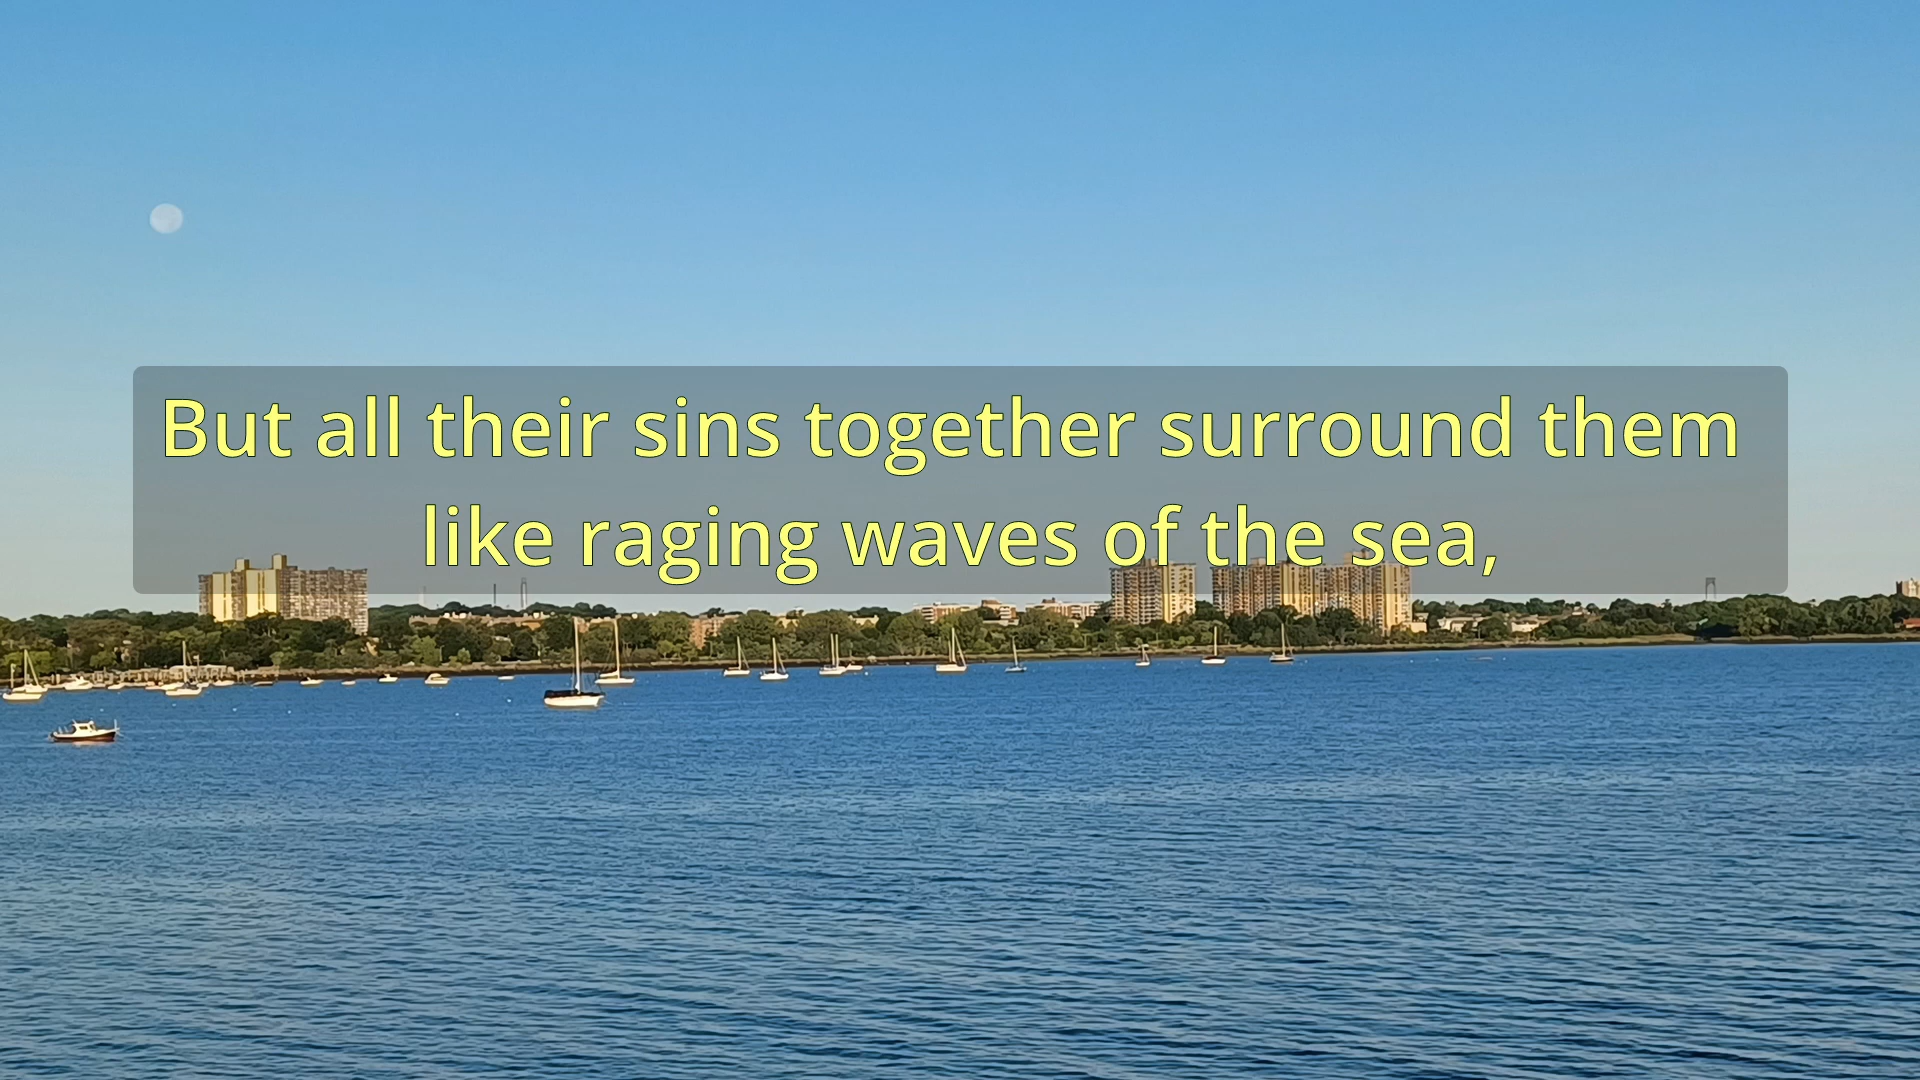 But all their sins together surround them
like raging waves of the sea,